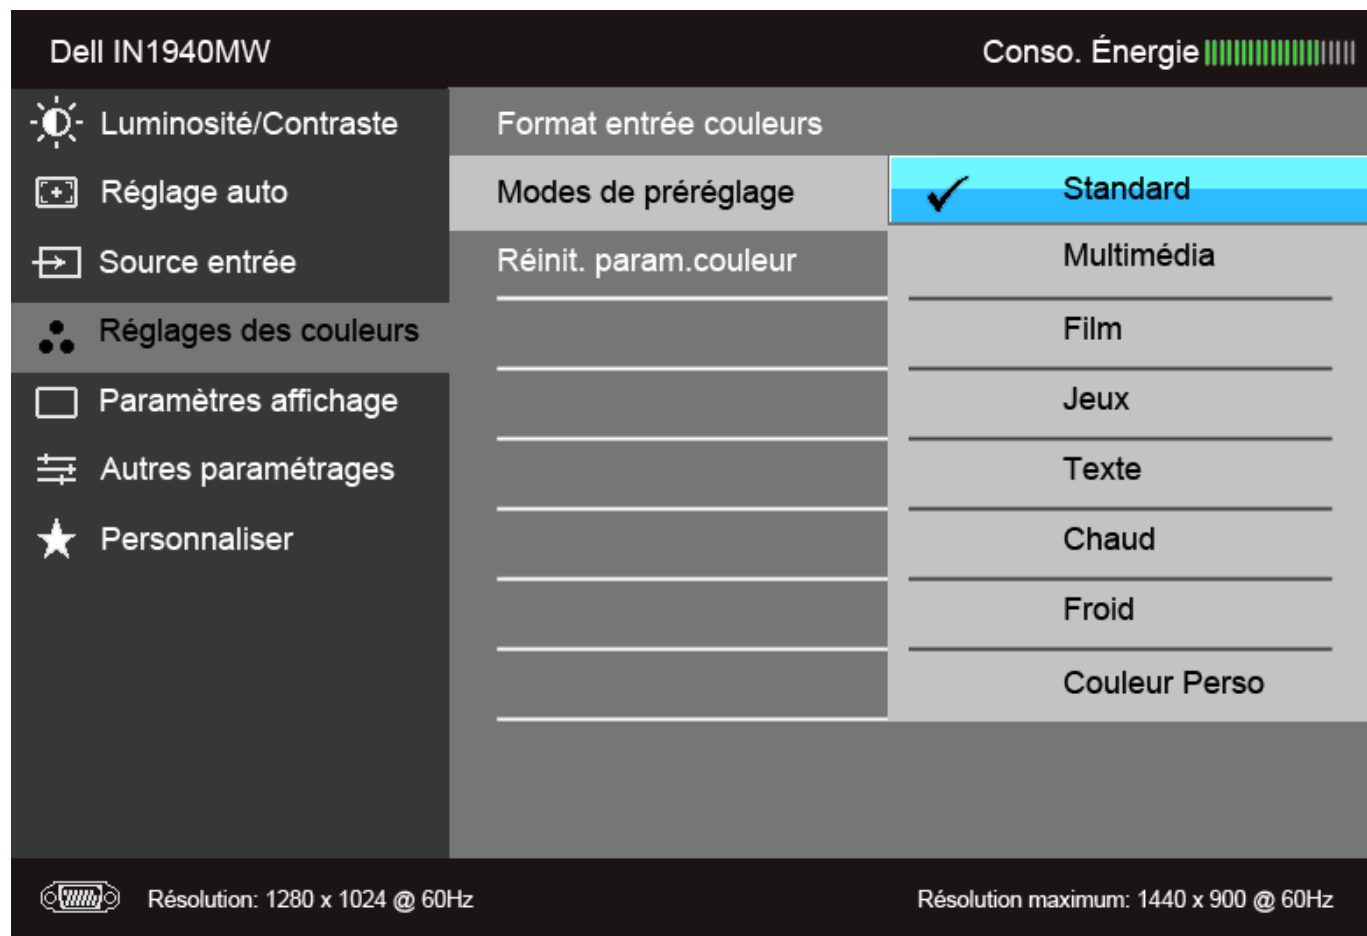 Dell IN1940MW
Conso. Énergie
Luminosité/Contraste
Réglage auto
Source entrée
Réglages des couleurs
Paramètres affichage
Autres paramétrages
Personnaliser
Format entrée couleurs
Modes de préréglage
Réinit. param.couleur
Standard
Multimédia
Film
Jeux
Texte
Chaud
Froid
Couleur Perso
Résolution: 1280 x 1024 @ 60Hz
Résolution maximum: 1440 x 900 @ 60Hz